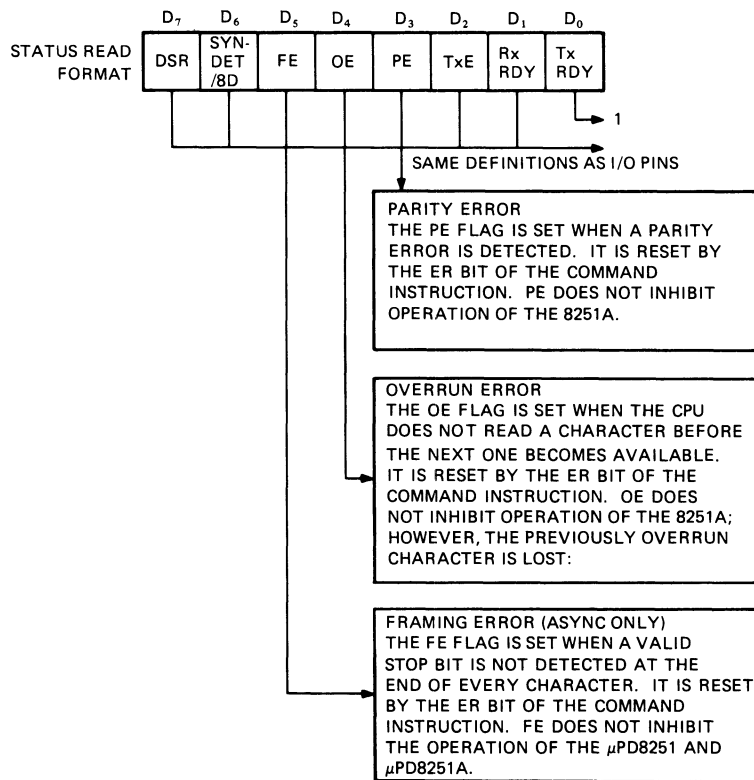 D7 D6 D5 D4 D3 D2 D1 D0
STATUS READ
FORMAT
DSR
SYN-
DET
/8D
FE
OE
PE
TxE
Rx
RDY
Tx
RDY
1
SAME DEFINITIONS AS I/O PINS
PARITY ERROR
THE PE FLAG IS SET WHEN A PARITY
ERROR IS DETECTED. IT IS RESET BY
THE ER BIT OF THE COMMAND
INSTRUCTION. PE DOES NOT INHIBIT
OPERATION OF THE 8251A.
OVERRUN ERROR
THE OE FLAG IS SET WHEN THE CPU
DOES NOT READ A CHARACTER BEFORE
THE NEXT ONE BECOMES AVAILABLE.
IT IS RESET BY THE ER BIT OF THE
COMMAND INSTRUCTION. OE DOES
NOT INHIBIT OPERATION OF THE 8251A;
HOWEVER, THE PREVIOUSLY OVERRUN
CHARACTER IS LOST:
FRAMING ERROR (ASYNC ONLY)
THE FE FLAG IS SET WHEN A VALID
STOP BIT IS NOT DETECTED AT THE
END OF EVERY CHARACTER. IT IS RESET
BY THE ER BIT OF THE COMMAND
INSTRUCTION. FE DOES NOT INHIBIT
THE OPERATION OF THE μPD8251 AND
μPD8251A.